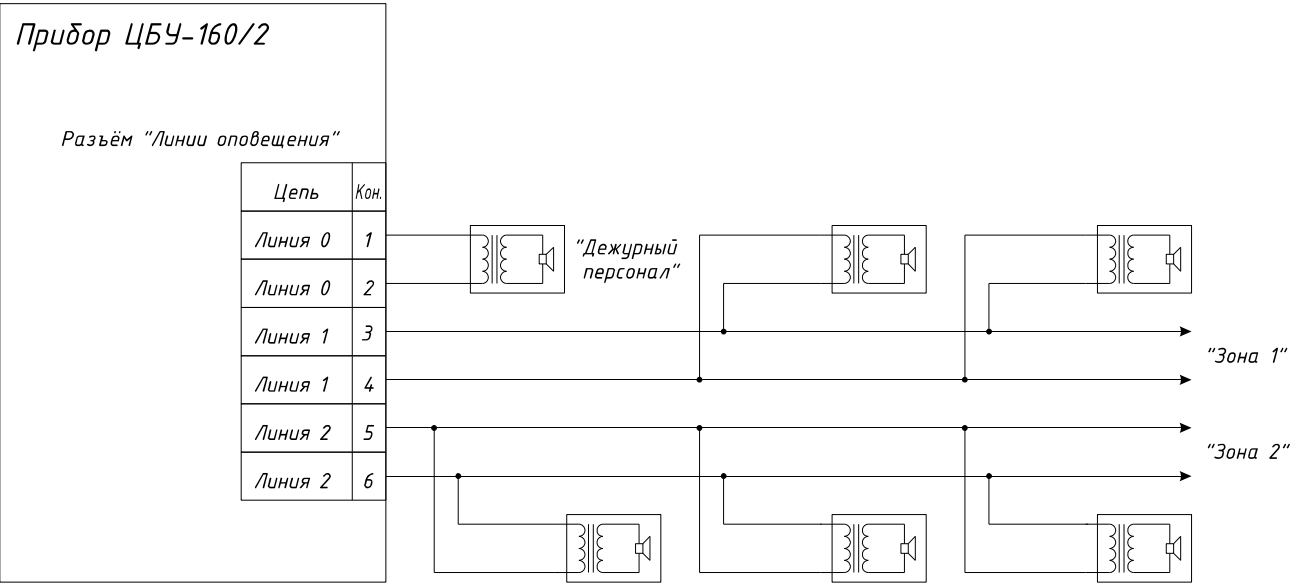 Прибор ЦБУ-160/2
Разъём "Линии оповещения"
Цепь Кон.
Линия 0 1
Линия 0 2
Линия 1 3
Линия 1 4
Линия 2 5
Линия 2 6
"Дежурный
персонал"
"Зона 1"
"Зона 2"